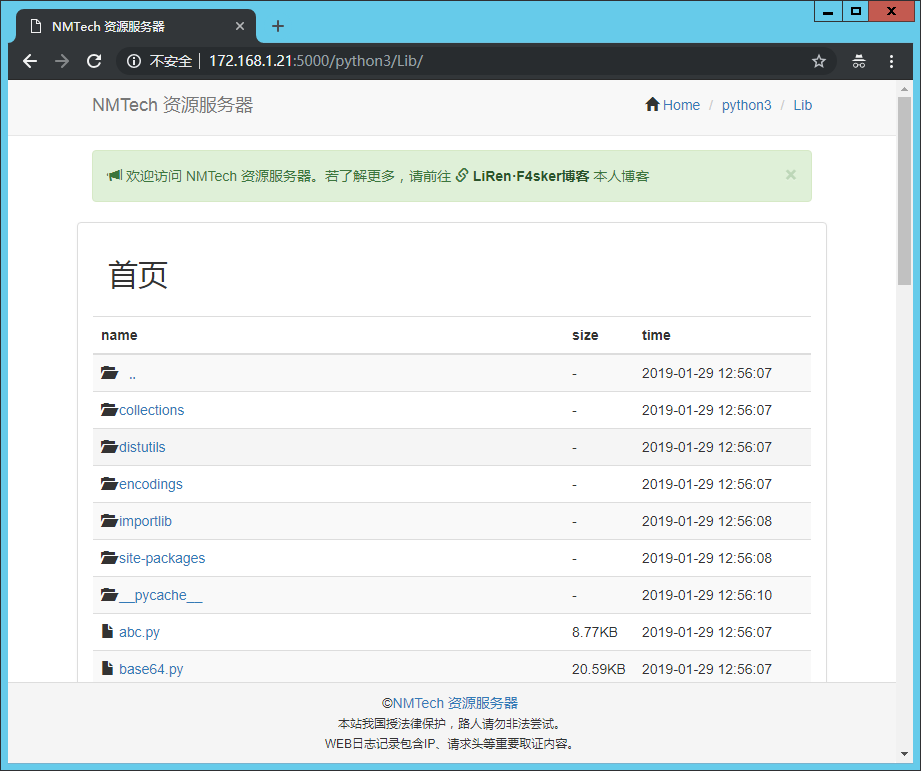 NMTech 资源服务器
不安全 172.168.1.21:5000/python3/Lib/
NMTech 资源服务器 Home / python3 / Lib
欢迎访问 NMTech 资源服务器。若了解更多，请前往 LiRen·F4sker博客 本人博客 ×
首页
name size time
.. - 2019-01-29 12:56:07
collections - 2019-01-29 12:56:07
distutils - 2019-01-29 12:56:07
encodings - 2019-01-29 12:56:07
importlib - 2019-01-29 12:56:08
site-packages - 2019-01-29 12:56:08
__pycache__ - 2019-01-29 12:56:10
abc.py 8.77KB 2019-01-29 12:56:07
base64.py 20.59KB 2019-01-29 12:56:07
©NMTech 资源服务器
本站我国授法律保护，路人请勿非法尝试。
WEB日志记录包含IP、请求头等重要取证内容。